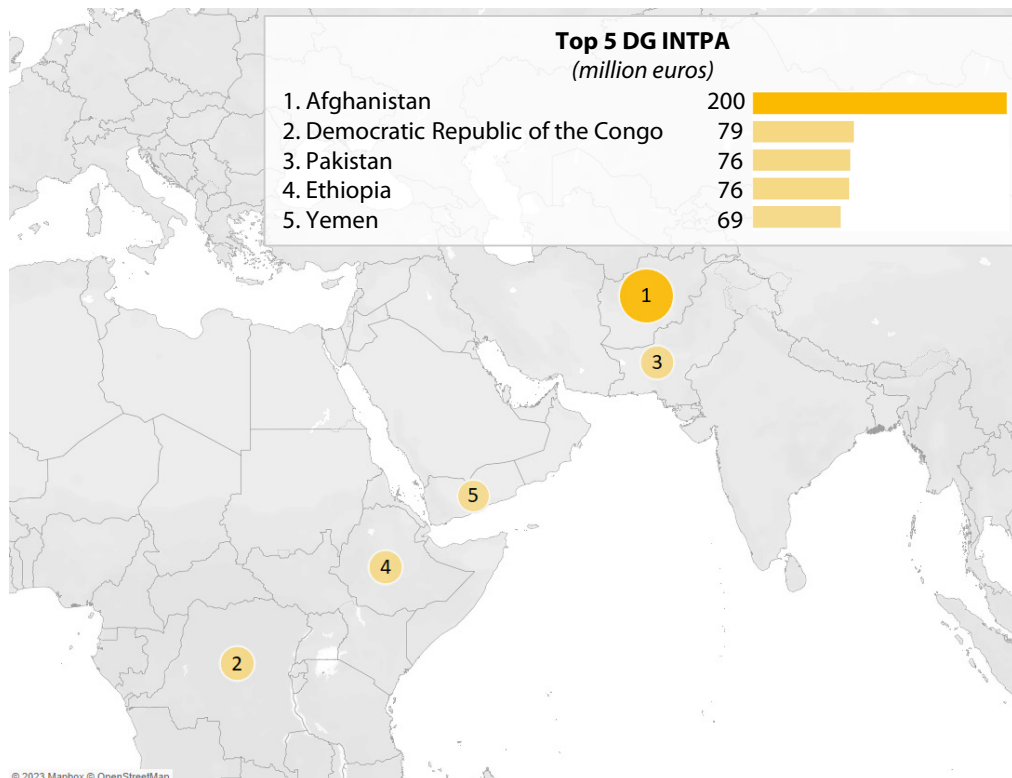 Top 5 DG INTPA
(million euros)
1. Afghanistan 200
2. Democratic Republic of the Congo 79
3. Pakistan 76
4. Ethiopia 76
5. Yemen 69
1
3
5
4
2
© 2023 Mapbox © OpenStreetMap